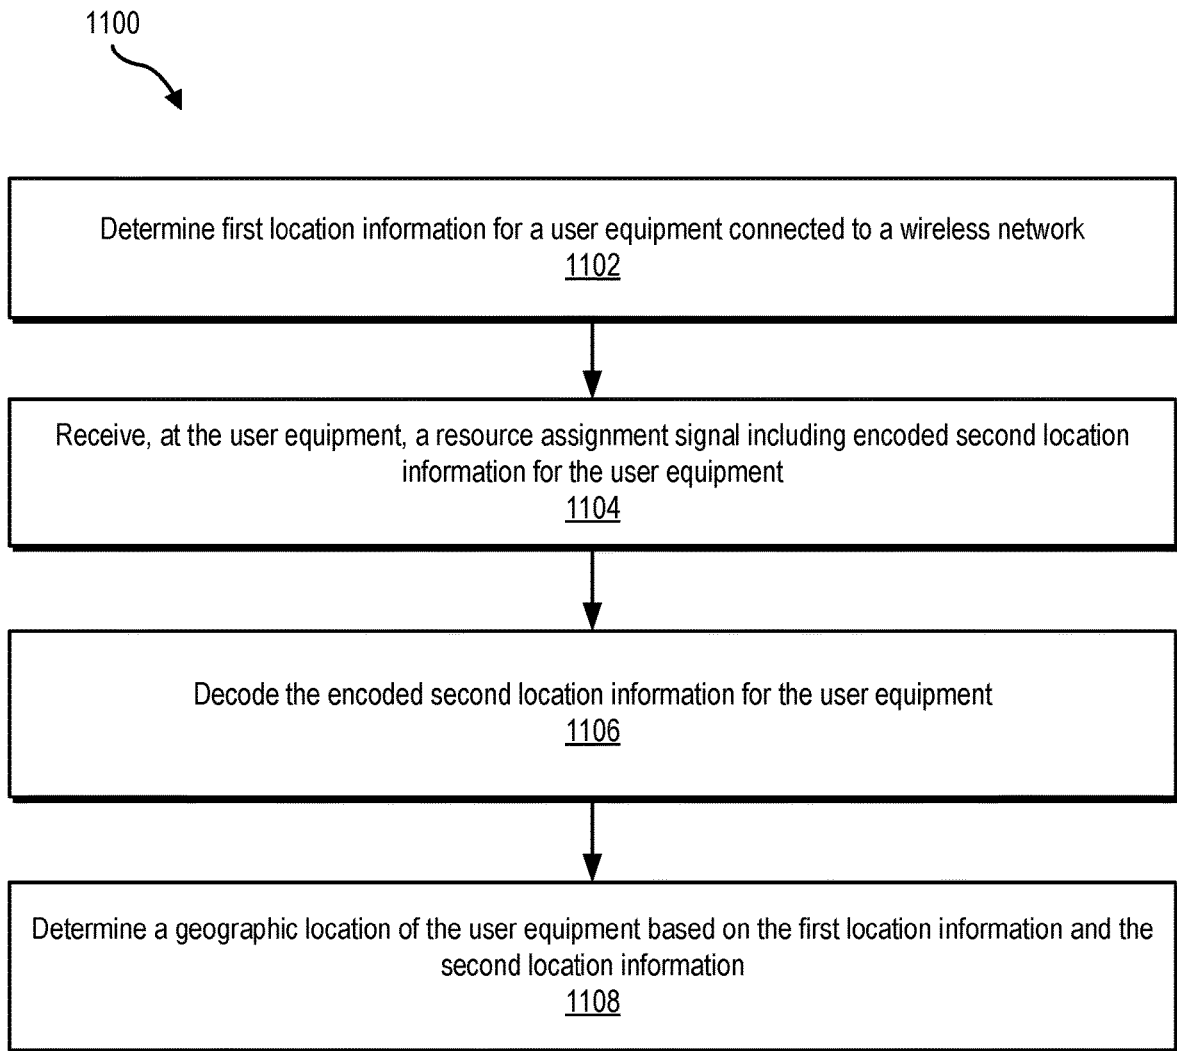 1100
Determine first location information for a user equipment connected to a wireless network
1102
Receive, at the user equipment, a resource assignment signal including encoded second location
information for the user equipment
1104
Decode the encoded second location information for the user equipment
1106
Determine a geographic location of the user equipment based on the first location information and the
second location information
1108